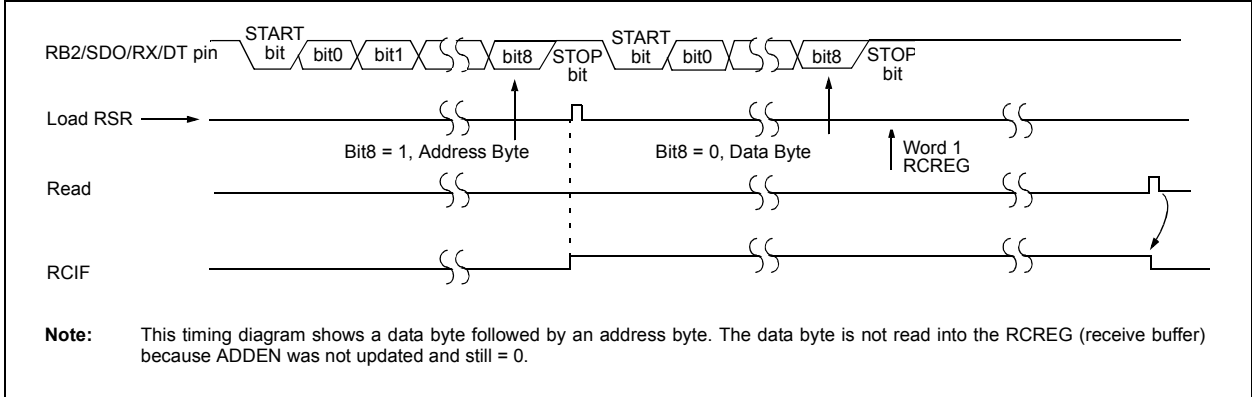 START START
RB2/SDO/RX/DT pin bit bit0 bit1 bit8 STOP bit bit bit0 bit8 STOP bit
Load RSR
Bit8 = 1, Address Byte Bit8 = 0, Data Byte Word 1
RCREG
Read
RCIF
Note: This timing diagram shows a data byte followed by an address byte. The data byte is not read into the RCREG (receive buffer)
because ADDEN was not updated and still = 0.